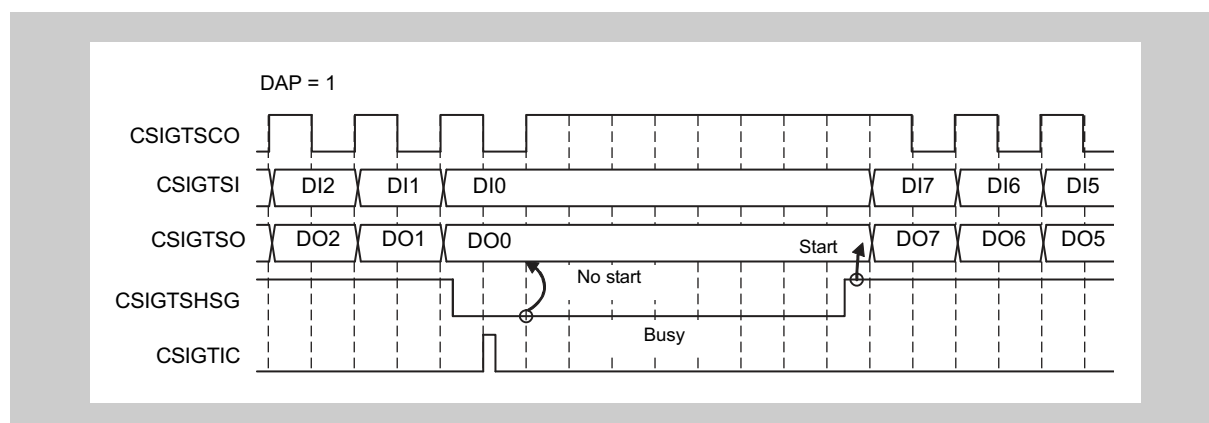 DAP = 1
CSIGTSCO
CSIGTSI DI2 DI1 DI0 DI7 DI6 DI5
CSIGTSO DO2 DO1 DO0 Start DO7 DO6 DO5
No start
CSIGTSHSG
Busy
CSIGTIC